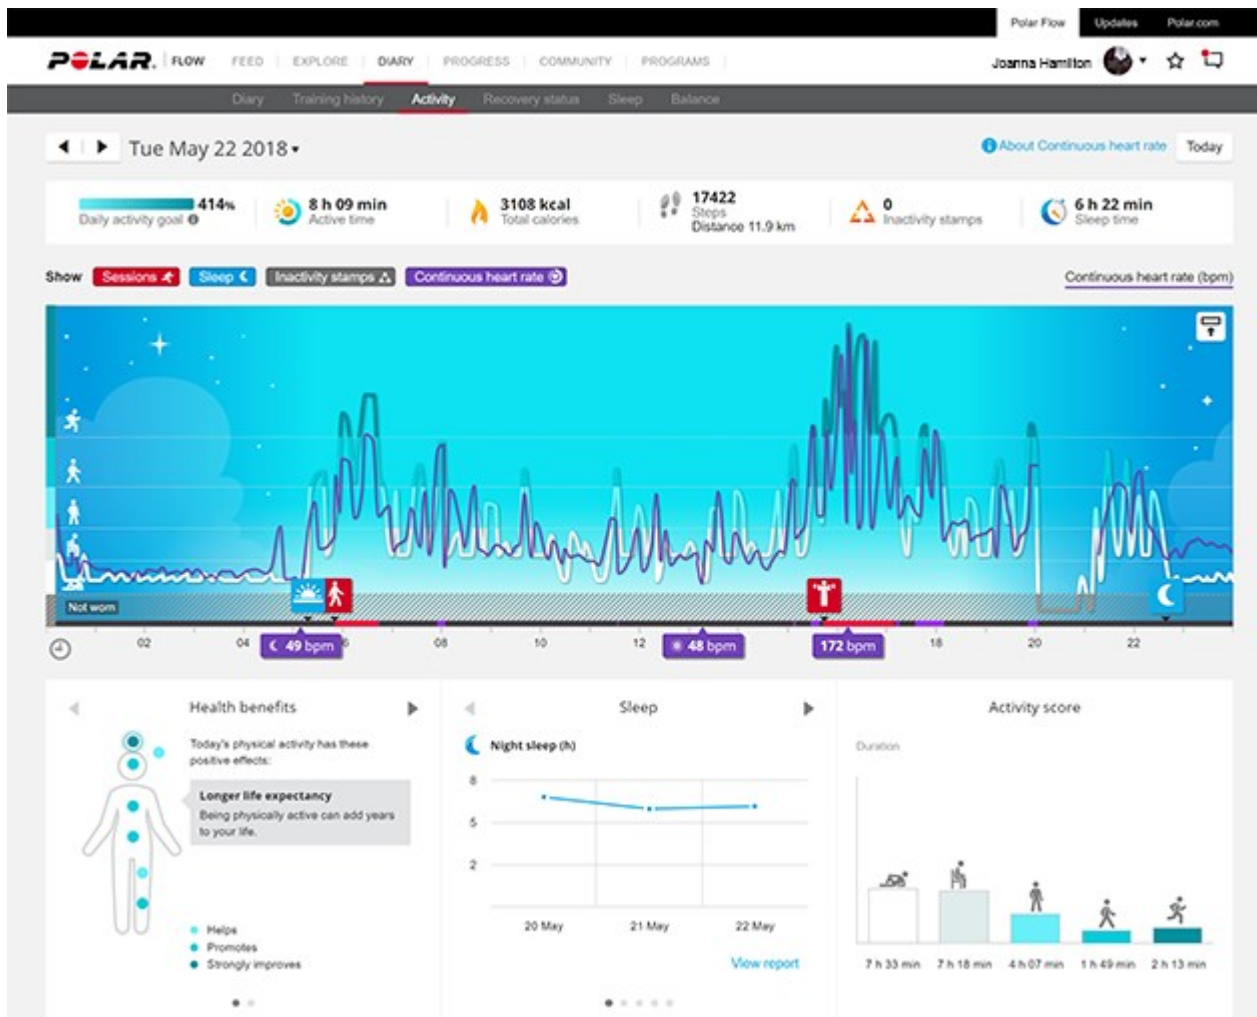 Polar Flow Updates Polar.com
POLAR. FLOW FEED EXPLORE DIARY PROGRESS COMMUNITY PROGRAMS Joanna Hamilton
Diary Training history Activity Recovery status Sleep Balance
Tue May 22 2018 About Continuous heart rate Today
414% 8 h 09 min 3108 kcal 17422 0 6 h 22 min
Daily activity goal Active time Total calories Steps Inactivity stamps Sleep time
Distance 11.9 km
Show Sessions Sleep Inactivity stamps Continuous heart rate Continuous heart rate (bpm)
Not worn
02 04 6 08 10 12 18 20 22
49 bpm 48 bpm 172 bpm
Health benefits Sleep Activity score
Today's physical activity has these
positive effects:
Longer life expectancy
Being physically active can add years
to your life.
Helps
Promotes
Strongly improves
Night sleep (h)
8
5
2
20 May 21 May 22 May
View report
Duration
7 h 33 min 7 h 18 min 4 h 07 min 1 h 49 min 2 h 13 min